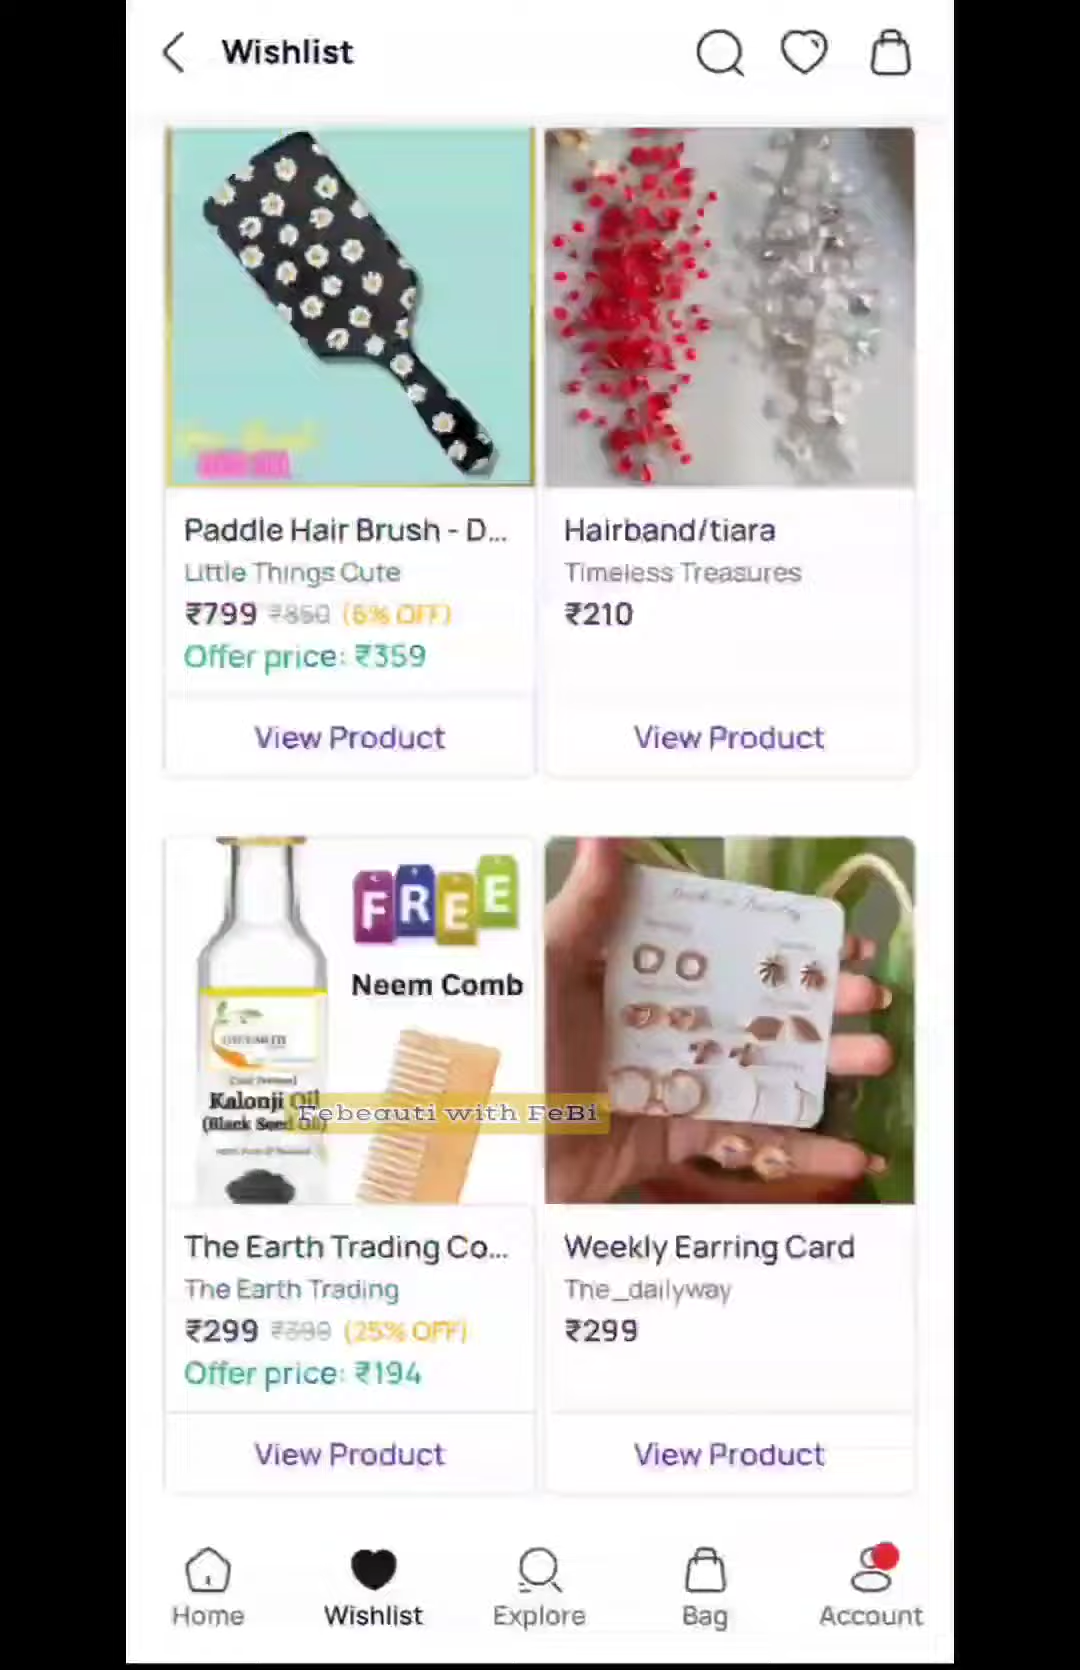 Wishlist
Paddle Hair Brush - D...
Little Things Cute
₹799 ₹850 (6% OFF)
Offer price: ₹359
View Product
Hairband/tiara
Timeless Treasures
₹210
View Product
FREE
Neem Comb
Kalonji Oil
(Black Seed Oil)
Febeauti with FeBi
The Earth Trading Co...
The Earth Trading
₹299 ₹399 (25% OFF)
Offer price: ₹194
View Product
Weekly Earring Card
The_dailyway
₹299
View Product
Home
Wishlist
Explore
Bag
Account